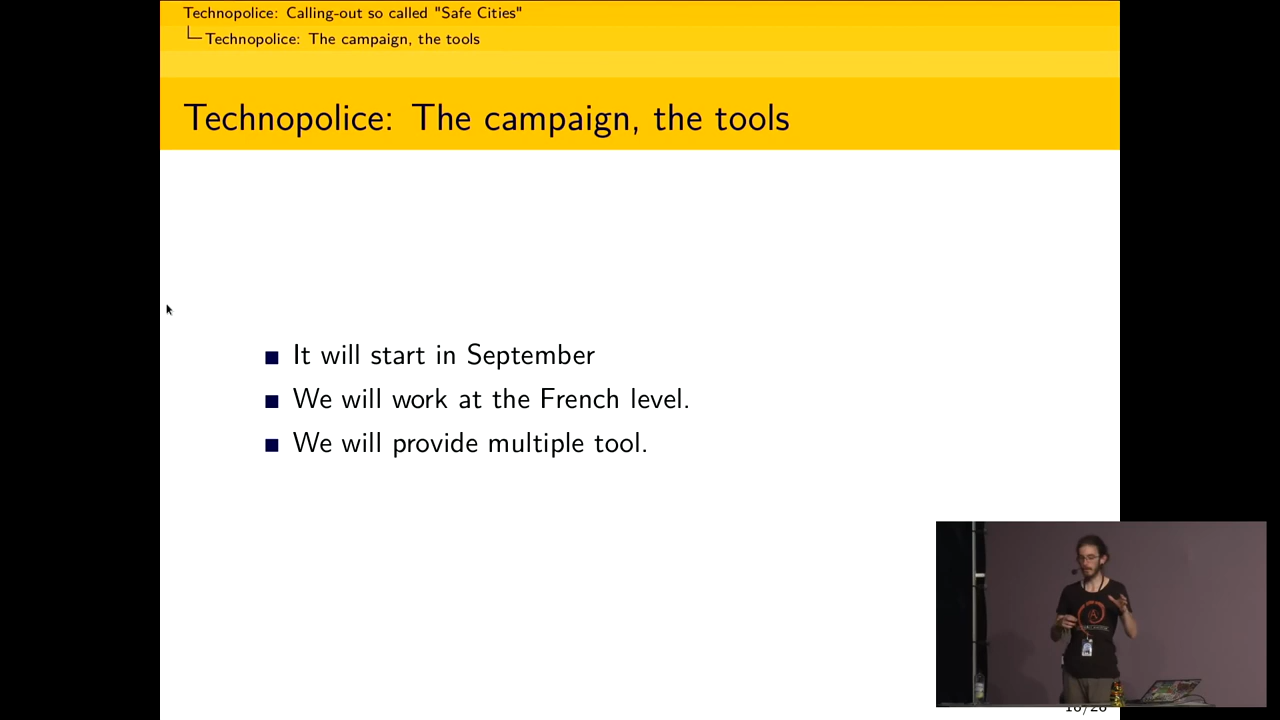 Technopolice: Calling-out so called "Safe Cities"
Technopolice: The campaign, the tools
Technopolice: The campaign, the tools
It will start in September
We will work at the French level.
We will provide multiple tool.